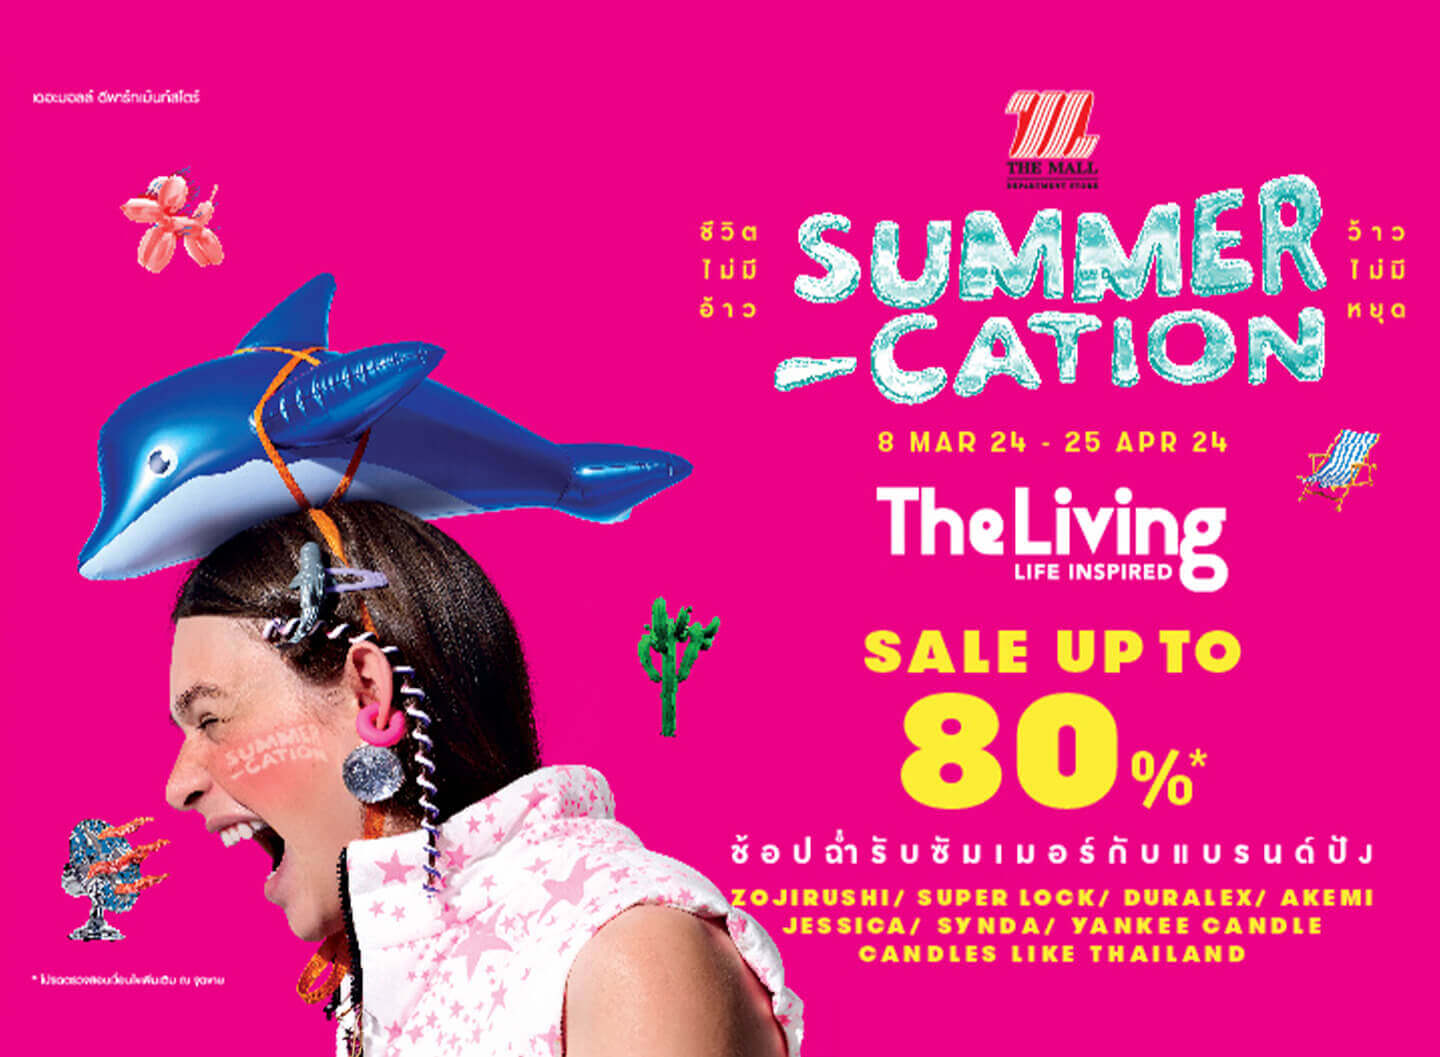 เดอะมอลล์ ดีพาร์ทเม้นท์สโตร์
THE MALL
DEPARTMENT STORE
ชีวิต
ไม่มี
อ้าว
SUMMER
-CATION
ว้าว
ไม่มี
หยุด
8 MAR 24 - 25 APR 24
The Living
LIFE INSPIRED
SALE UP TO
80%*
SUMMER
-CATION
ช้อปฉ่ำรับซัมเมอร์กับแบรนด์ปัง
ZOJIRUSHI/ SUPER LOCK/ DURALEX/ AKEMI
JESSICA/ SYNDA/ YANKEE CANDLE
CANDLES LIKE THAILAND
* โปรดตรวจสอบเงื่อนไขเพิ่มเติม ณ จุดขาย